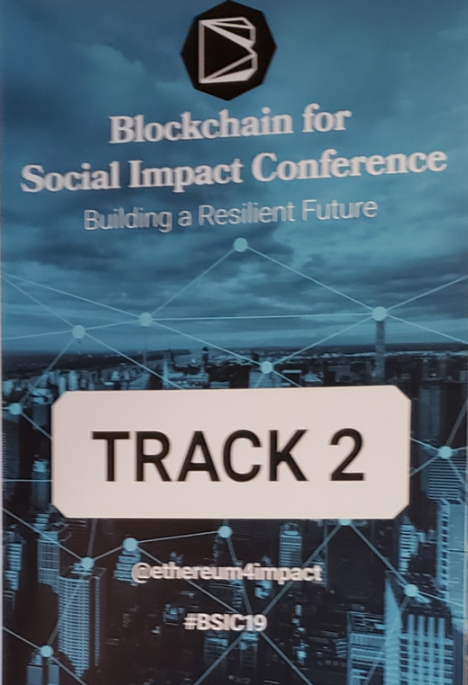 Blockchain for
Social Impact Conference
Building a Resilient Future
TRACK 2
@ethereum4impact
#BSIC19